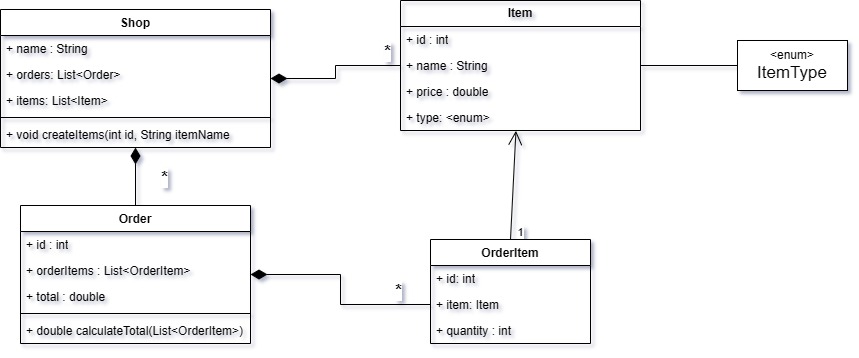 Shop
+ name : String
+ orders: List<Order>
+ items: List<Item>
+ void createItems(int id, String itemName
*
Item
+ id : int
+ name : String
+ price : double
+ type: <enum>
<enum>
ItemType
*
Order
+ id : int
+ orderItems : List<OrderItem>
+ total : double
+ double calculateTotal(List<OrderItem>)
*
1
OrderItem
+ id: int
+ item: Item
+ quantity : int